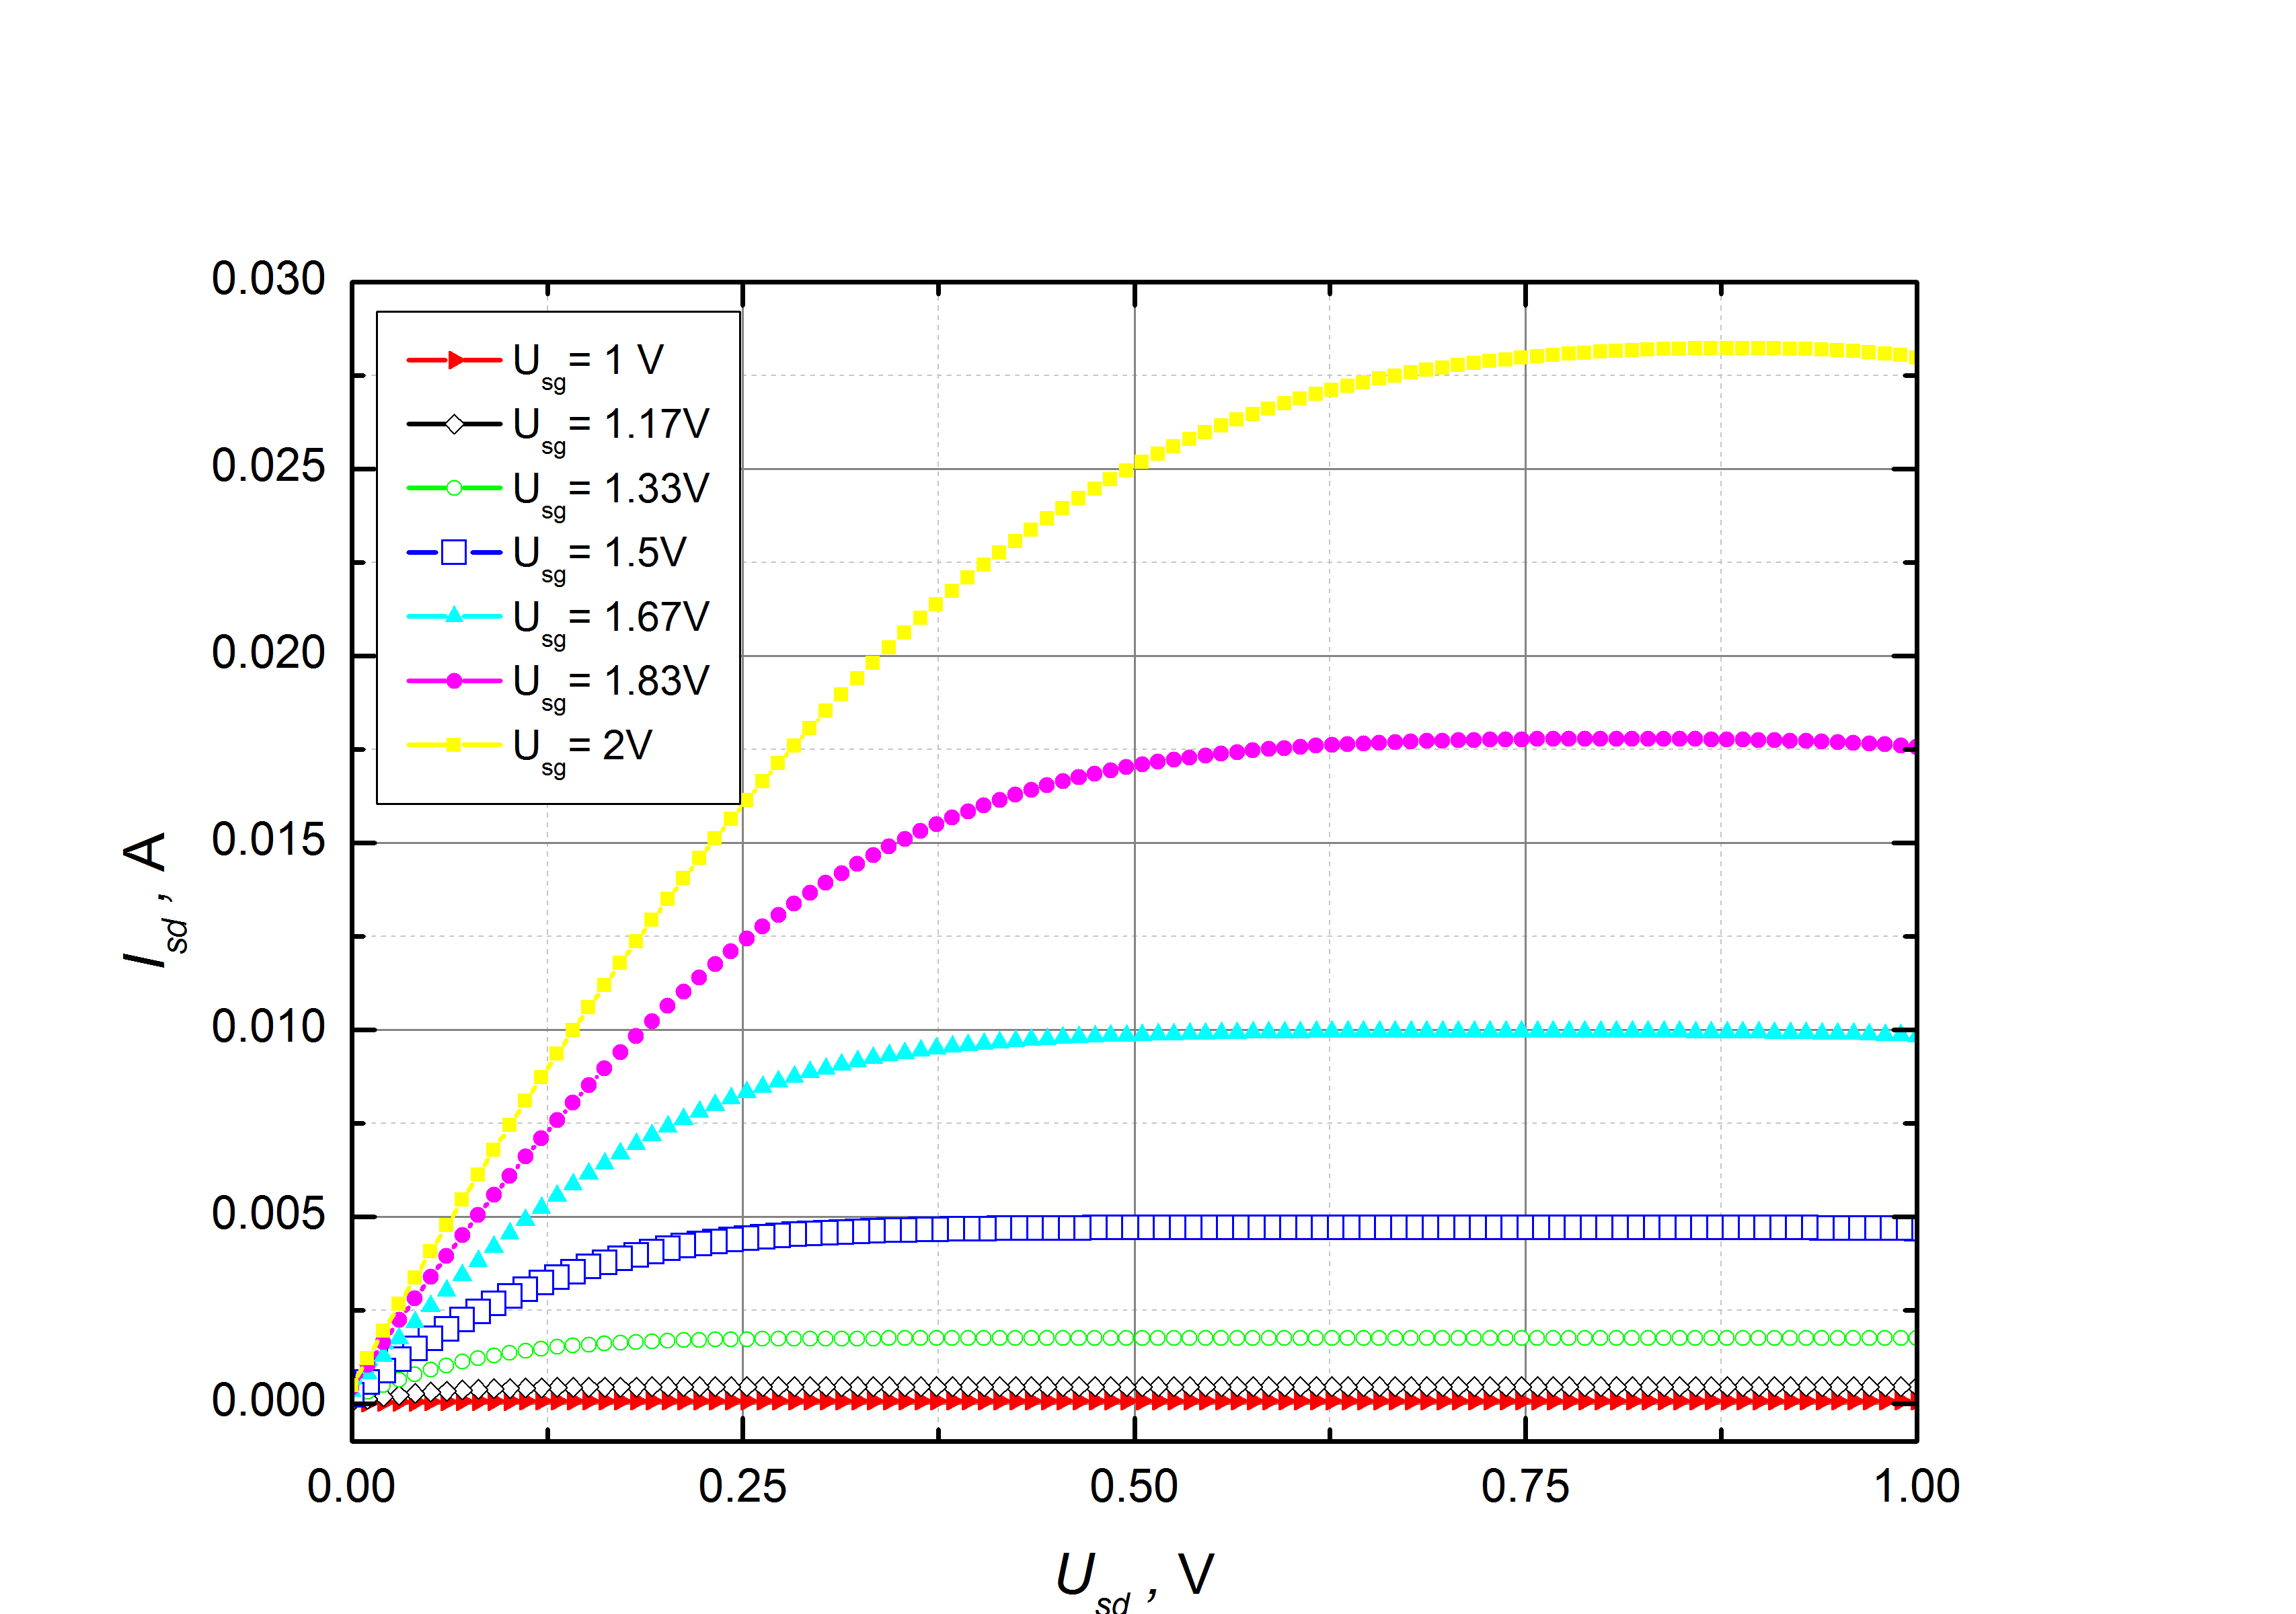 0.030
0.025
0.020
0.015
0.010
0.005
0.000
I sd , A
Usg = 1 V
Usg = 1.17V
Usg = 1.33V
Usg = 1.5V
Usg = 1.67V
Usg = 1.83V
Usg = 2V
0.00 0.25 0.50 0.75 1.00
Usd , V